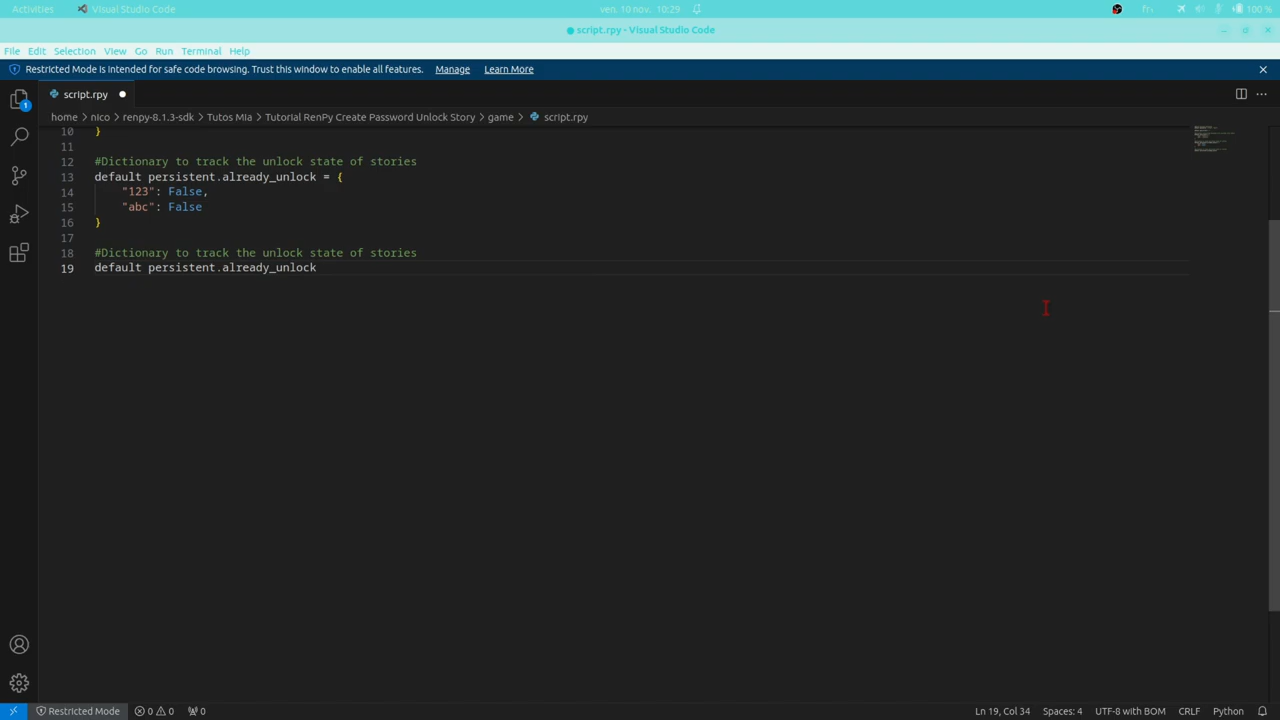 Activities
Visual Studio Code
ven. 10 nov. 10:29
fr₁
100 %
script.rpy - Visual Studio Code
File Edit Selection View Go Run Terminal Help
Restricted Mode is intended for safe code browsing. Trust this window to enable all features. Manage Learn More
1
script.rpy
home > nico > renpy-8.1.3-sdk > Tutos Mia > Tutorial RenPy Create Password Unlock Story > game > script.rpy
10 }
11
12 #Dictionary to track the unlock state of stories
13 default persistent.already_unlock = {
14 "123": False,
15 "abc": False
16 }
17
18 #Dictionary to track the unlock state of stories
19 default persistent.already_unlock
Restricted Mode 0 0 0
Ln 19, Col 34 Spaces: 4 UTF-8 with BOM CRLF Python